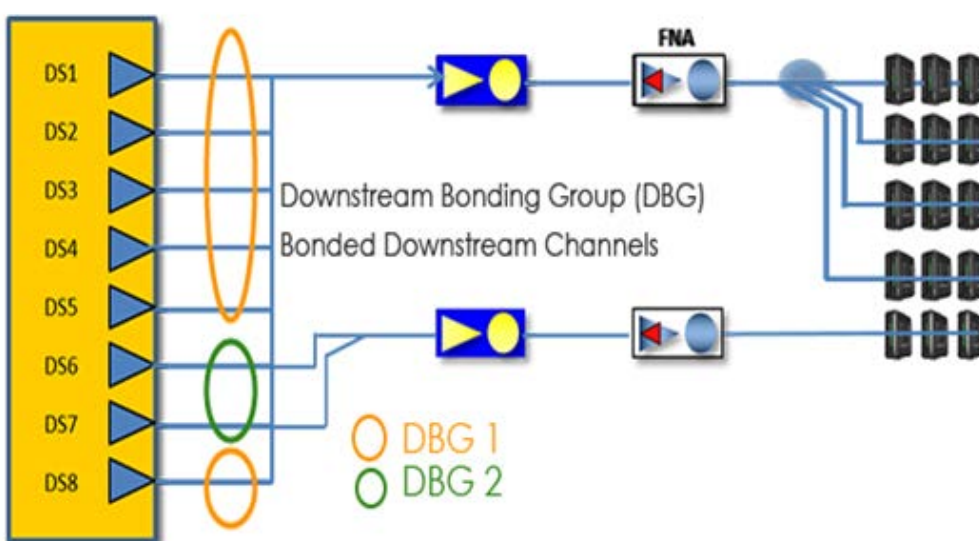 FNA
DS1
DS2
DS3
DS4
DS5
DS6
DS7
DS8
Downstream Bonding Group (DBG)
Bonded Downstream Channels
DBG 1
DBG 2